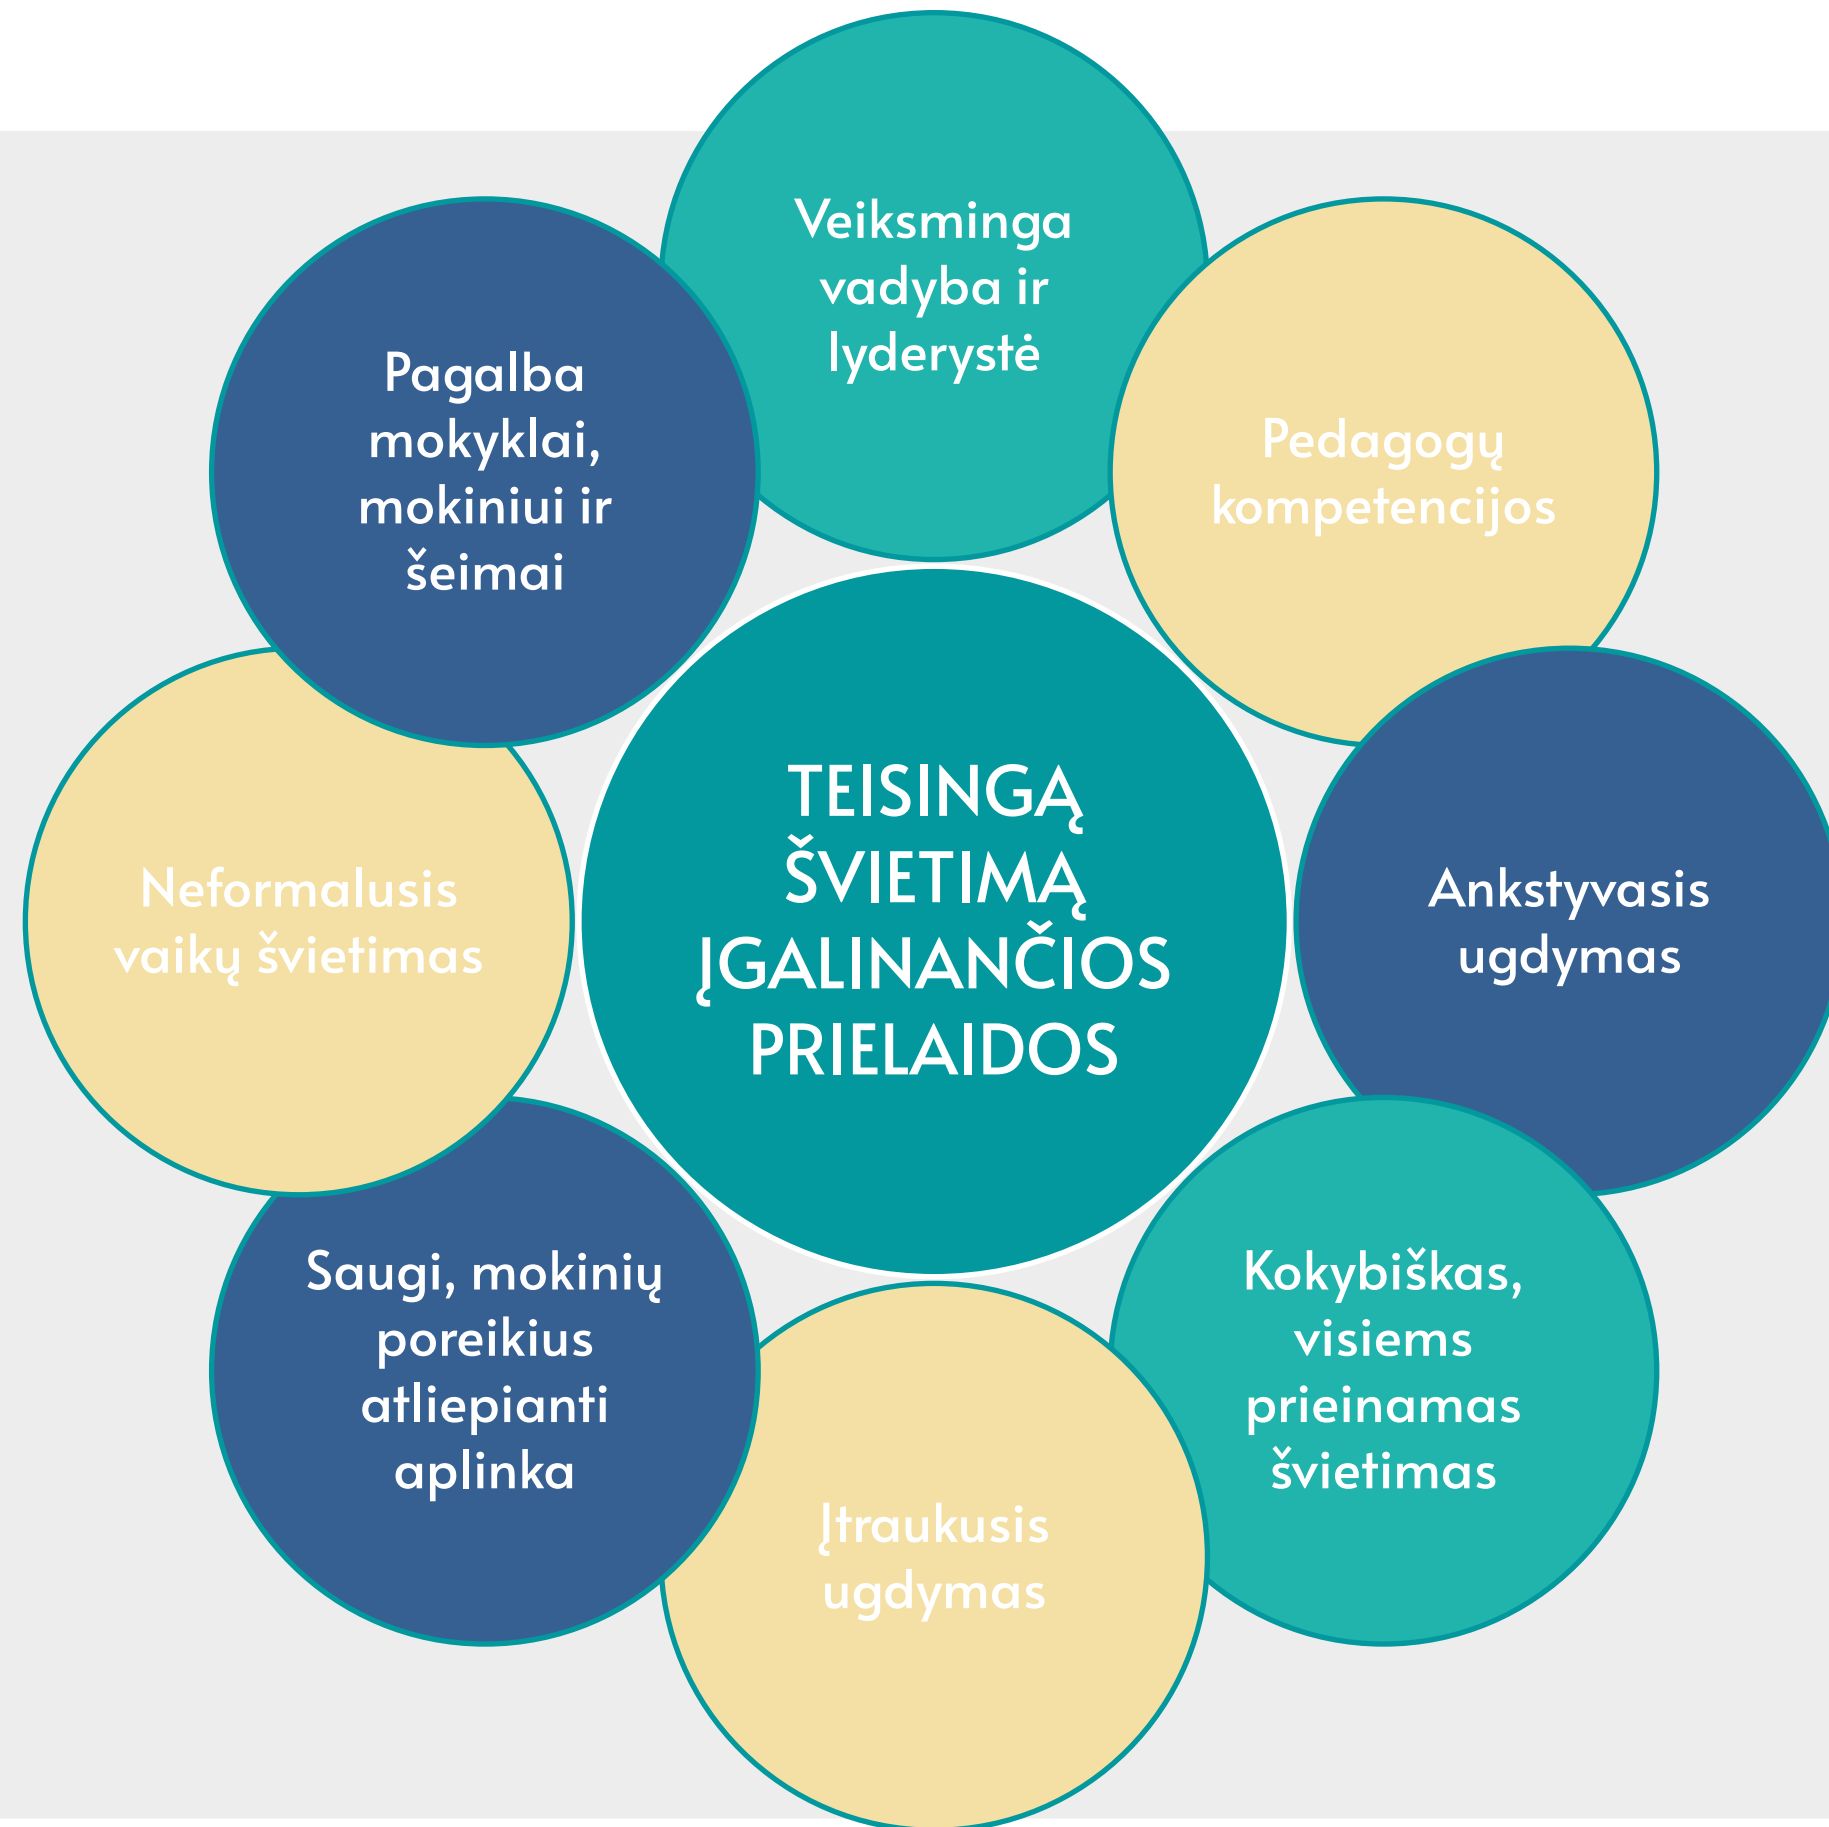 Veiksminga
vadyba ir
lyderystė
Pedagogų
kompetencijos
Ankstyvasis
ugdymas
Kokybiškas,
visiems
prieinamas
švietimas
Įtraukusis
ugdymas
Saugi, mokinių
poreikius
atliepianti
aplinka
Neformalusis
vaikų švietimas
Pagalba
mokyklai,
mokiniui ir
šeimai
TEISINGĄ
ŠVIETIMĄ
ĮGALINANČIOS
PRIELAIDOS